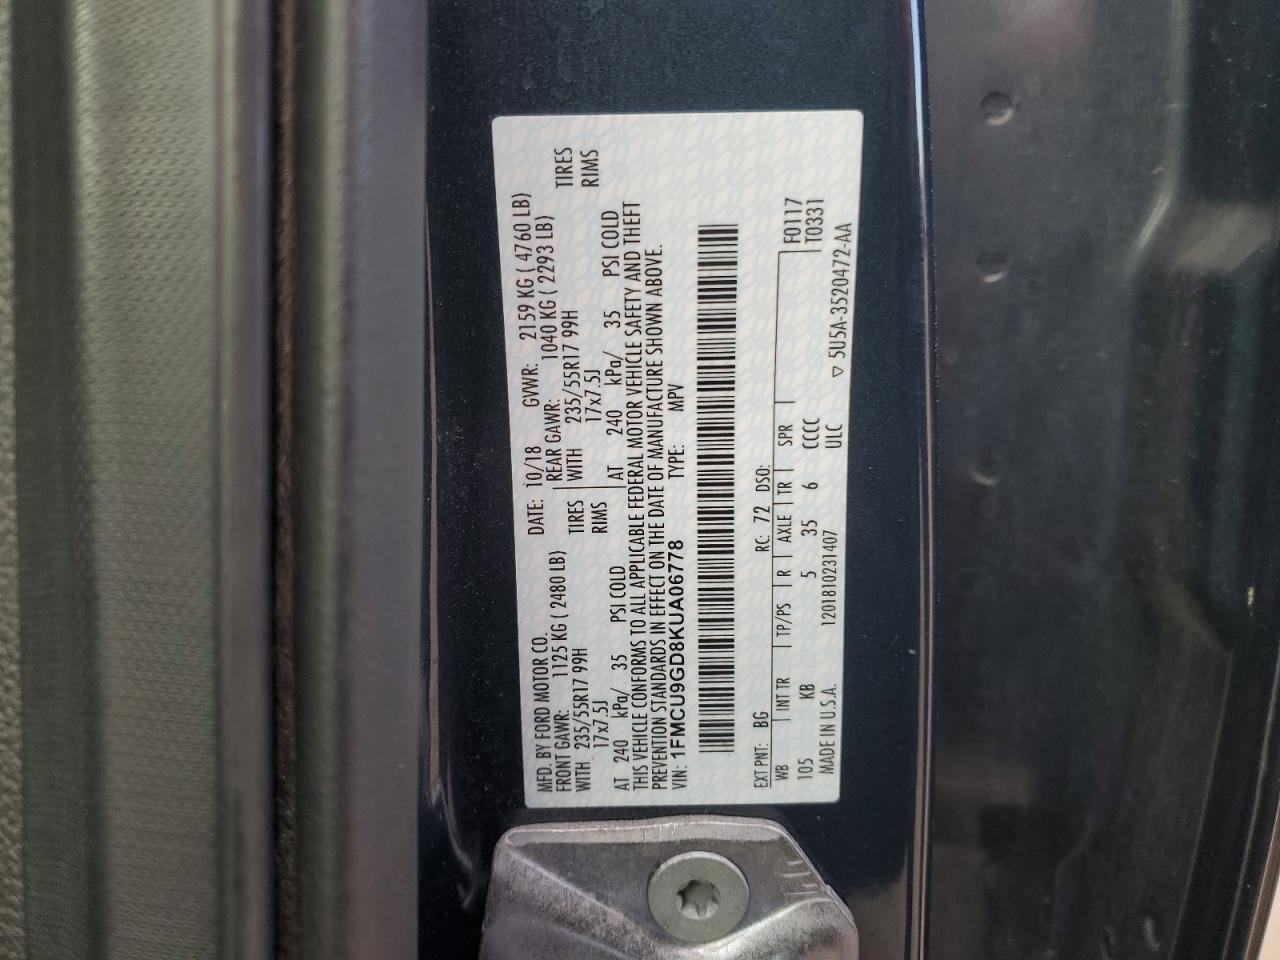 MFD. BY FORD MOTOR CO.
DATE: 10/18 GVWR: 2159 KG ( 4760 LB)
FRONT GAWR: 1125 KG ( 2480 LB) REAR GAWR: 1040 KG ( 2293 LB)
WITH 235/55R17 99H TIRES WITH 235/55R17 99H TIRES
17x7.5J RIMS 17x7.5J RIMS
AT 240 kPa/ 35 PSI COLD AT 240 kPa/ 35 PSI COLD
THIS VEHICLE CONFORMS TO ALL APPLICABLE FEDERAL MOTOR VEHICLE SAFETY AND THEFT
PREVENTION STANDARDS IN EFFECT ON THE DATE OF MANUFACTURE SHOWN ABOVE.
VIN: 1FMCU9GD8KUA06778 TYPE: MPV
EXT PNT: BG RC: 72 DSO: F0117
WB INT TR TP/PS R AXLE TR SPR T0331
105 KB 5 35 6 CCCC
MADE IN U.S.A. 1201810231407 ULC ▽ 5U5A-3520472-AA